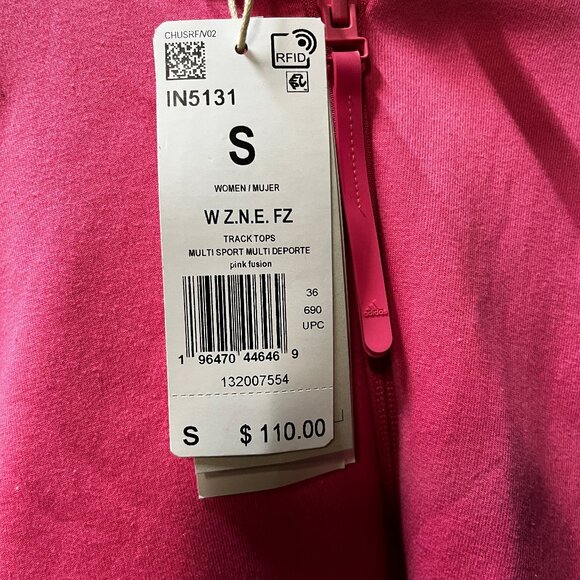 CHUSRF/V02
RFID
IN5131
S
WOMEN / MUJER
W Z.N.E. FZ
TRACK TOPS
MULTI SPORT MULTI DEPORTE
pink fusion
36
690
UPC
1 96470 44646 9
132007554
S $ 110.00
adidas